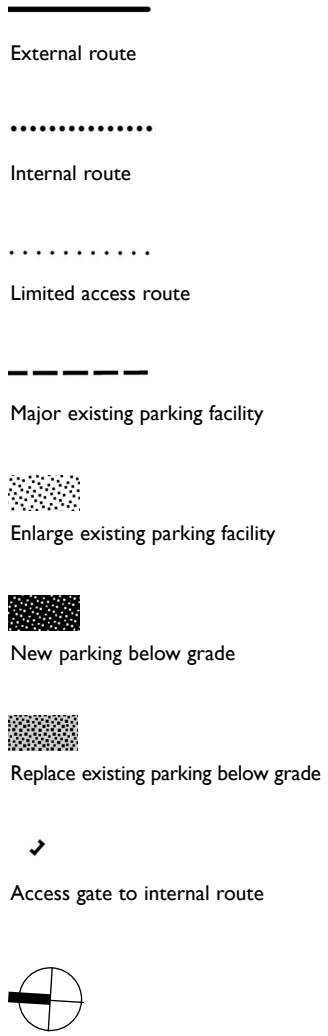 External route
Internal route
Limited access route
Major existing parking facility
Enlarge existing parking facility
New parking below grade
Replace existing parking below grade
Access gate to internal route